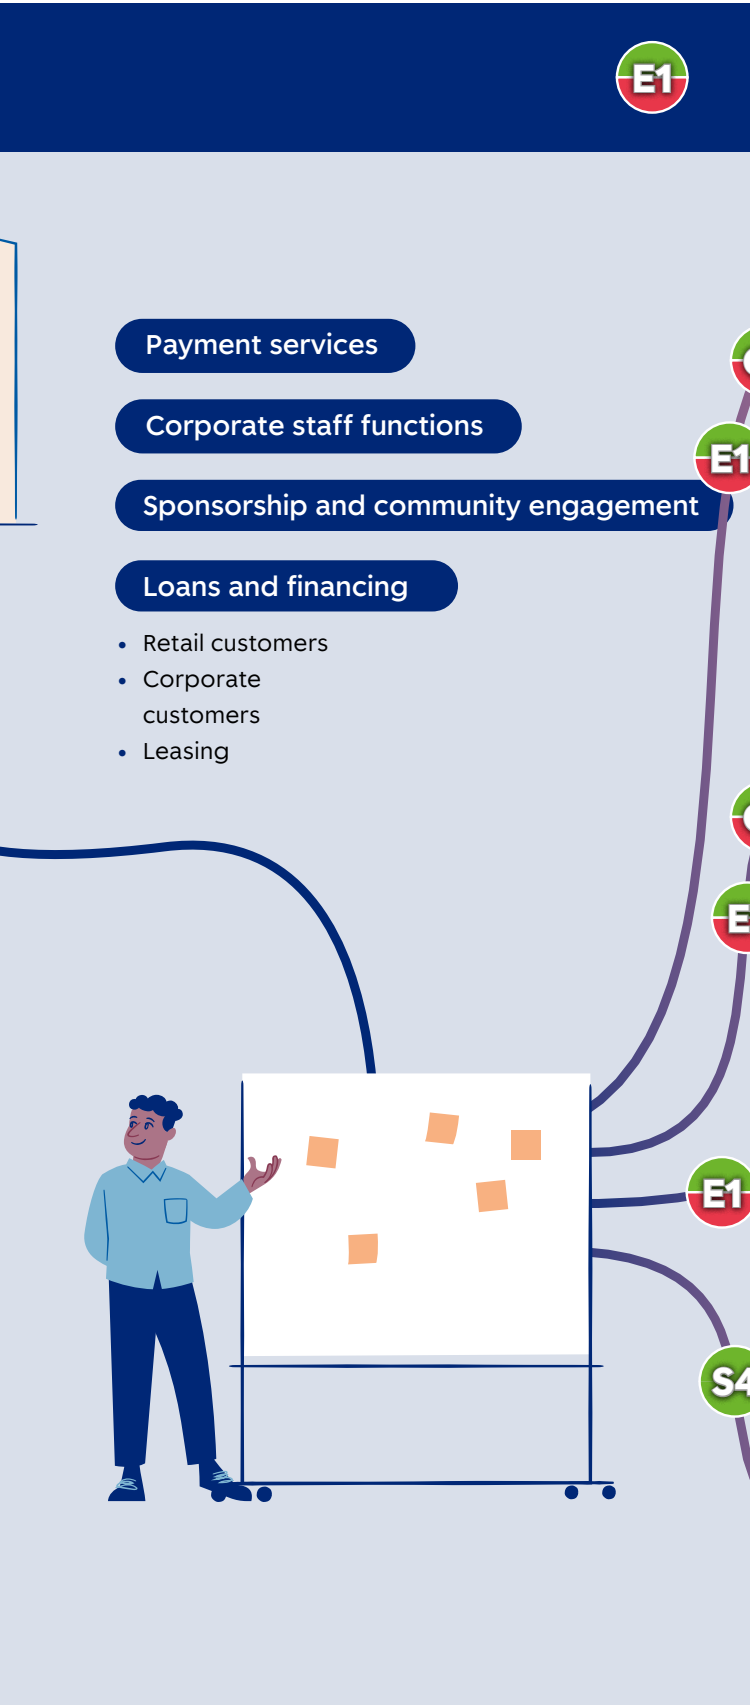 E1
Payment services
Corporate staff functions
E1
Sponsorship and community engagement
Loans and financing
• Retail customers
• Corporate
customers
• Leasing
E
E1
S4